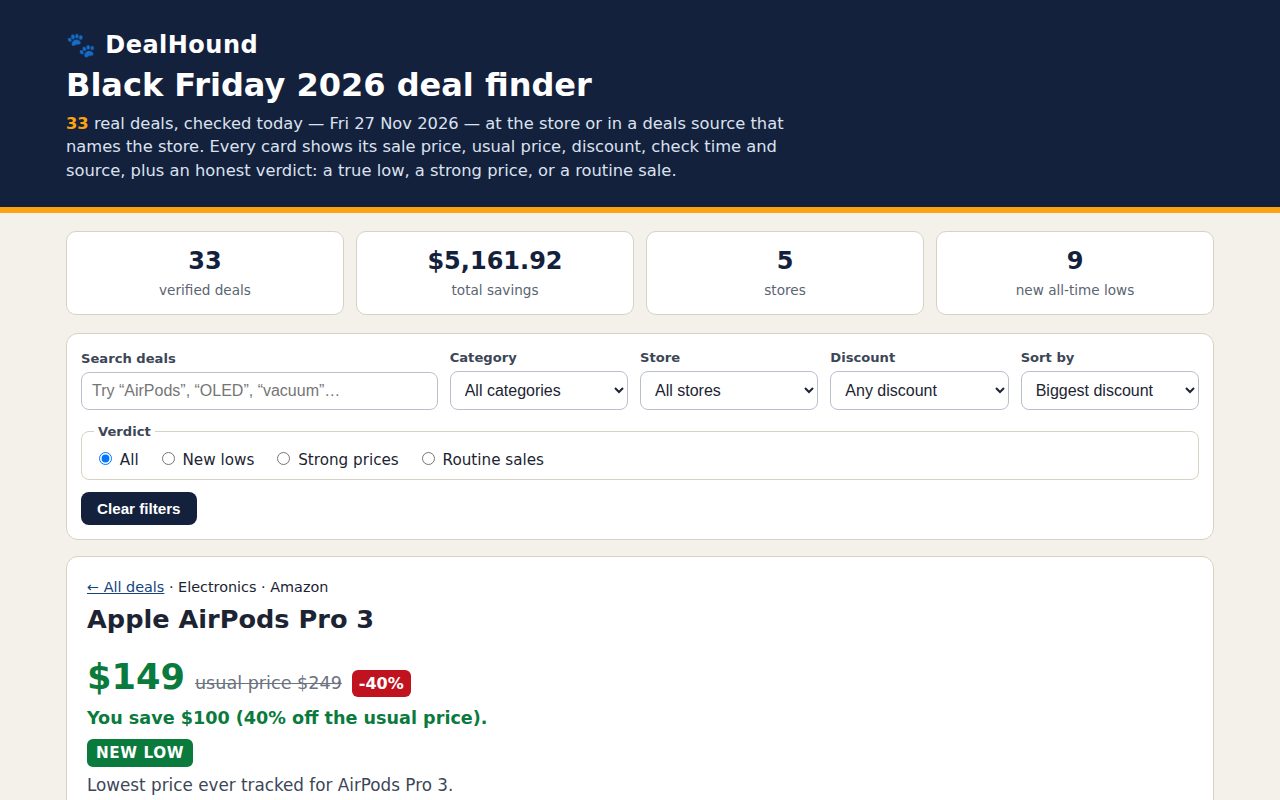 🐾 DealHound
Black Friday 2026 deal finder
33 real deals, checked today — Fri 27 Nov 2026 — at the store or in a deals source that
names the store. Every card shows its sale price, usual price, discount, check time and
source, plus an honest verdict: a true low, a strong price, or a routine sale.
33
verified deals
$5,161.92
total savings
5
stores
9
new all-time lows
Search deals
Try “AirPods”, “OLED”, “vacuum”…
Category
All categories
Store
All stores
Discount
Any discount
Sort by
Biggest discount
Verdict
All
New lows
Strong prices
Routine sales
Clear filters
← All deals · Electronics · Amazon
Apple AirPods Pro 3
$149 usual price $249 -40%
You save $100 (40% off the usual price).
NEW LOW
Lowest price ever tracked for AirPods Pro 3.